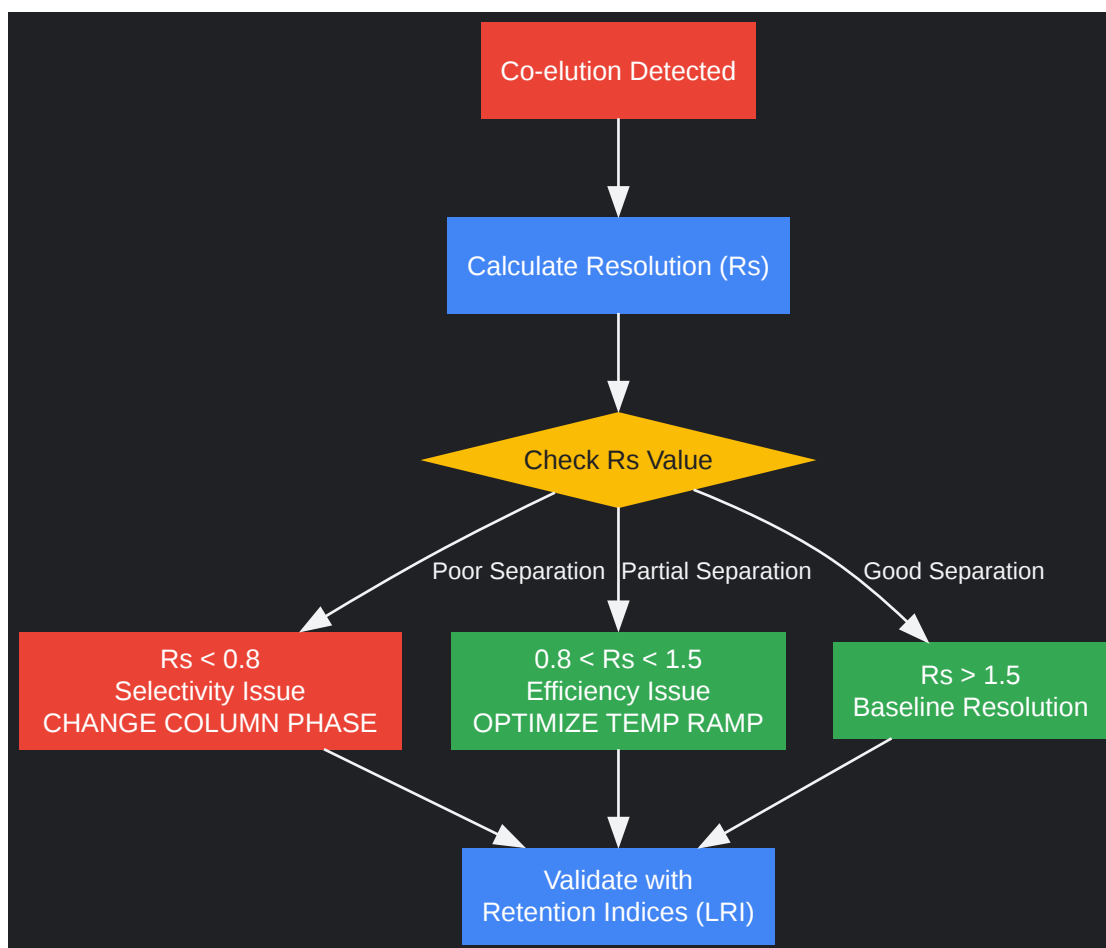 Co-elution Detected
Calculate Resolution (Rs)
Check Rs Value
Poor Separation
Partial Separation
Good Separation
Rs < 0.8
Selectivity Issue
CHANGE COLUMN PHASE
0.8 < Rs < 1.5
Efficiency Issue
OPTIMIZE TEMP RAMP
Rs > 1.5
Baseline Resolution
Validate with
Retention Indices (LRI)